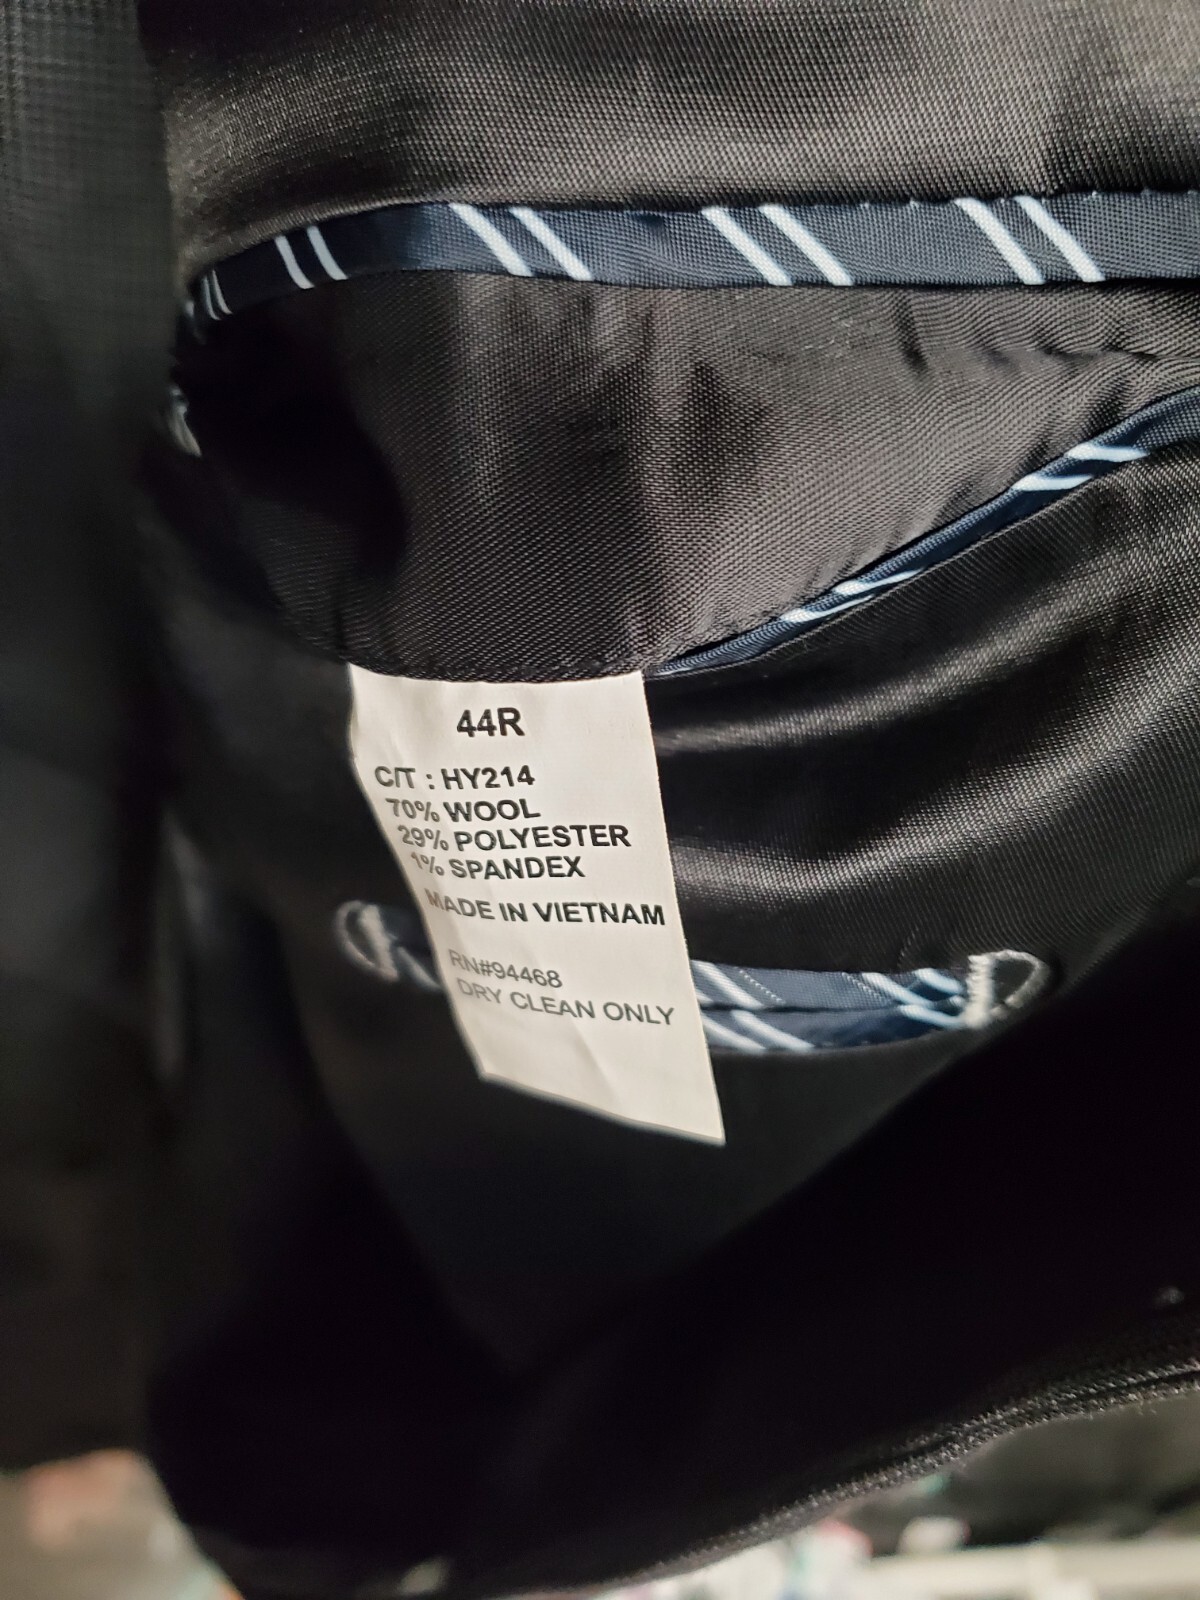 44R
C/T : HY214
70% WOOL
29% POLYESTER
1% SPANDEX
MADE IN VIETNAM
RN#94468
DRY CLEAN ONLY